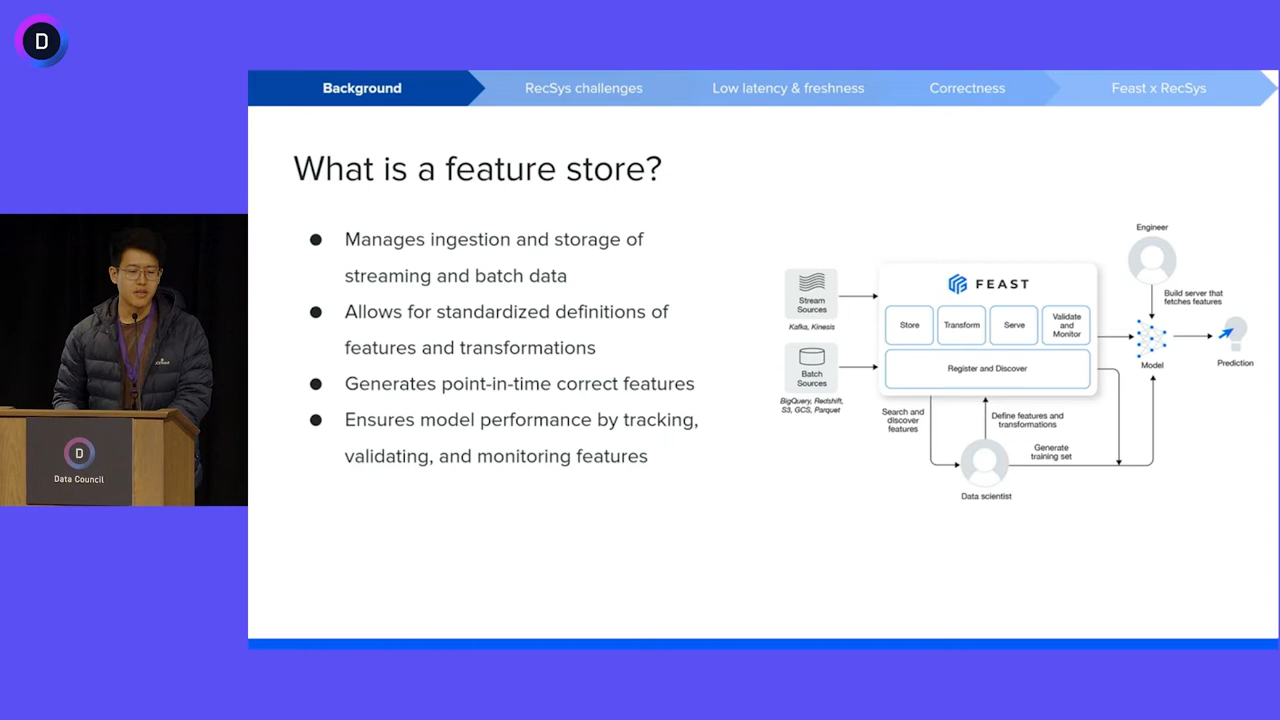 D
Background
RecSys challenges
Low latency & freshness
Correctness
Feast x RecSys
What is a feature store?
● Manages ingestion and storage of
streaming and batch data
● Allows for standardized definitions of
features and transformations
● Generates point-in-time correct features
● Ensures model performance by tracking,
validating, and monitoring features
Stream
Sources
Kafka, Kinesis
Batch
Sources
BigQuery, Redshift,
S3, GCS, Parquet
FEAST
Store
Transform
Serve
Validate
and
Monitor
Register and Discover
Engineer
Build server that
fetches features
Model
Prediction
Search and
discover
features
Define features and
transformations
Generate
training set
Data scientist
D
Data Council